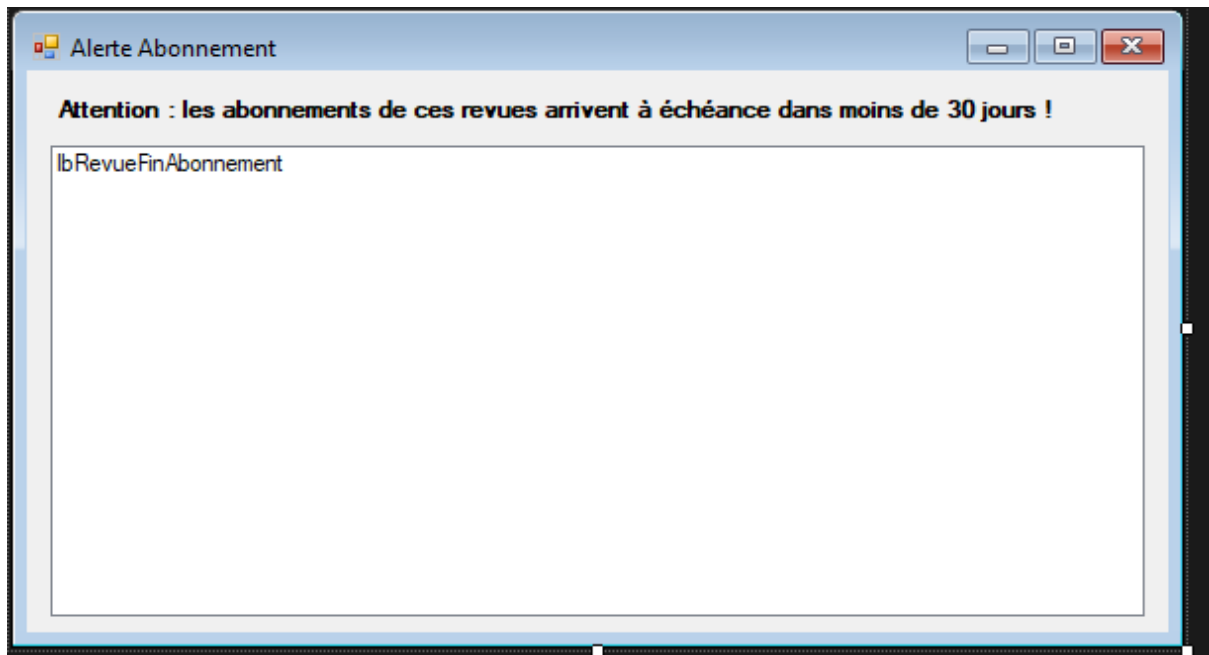 Alerte Abonnement
Attention : les abonnements de ces revues arrivent à échéance dans moins de 30 jours !
lbRevueFinAbonnement